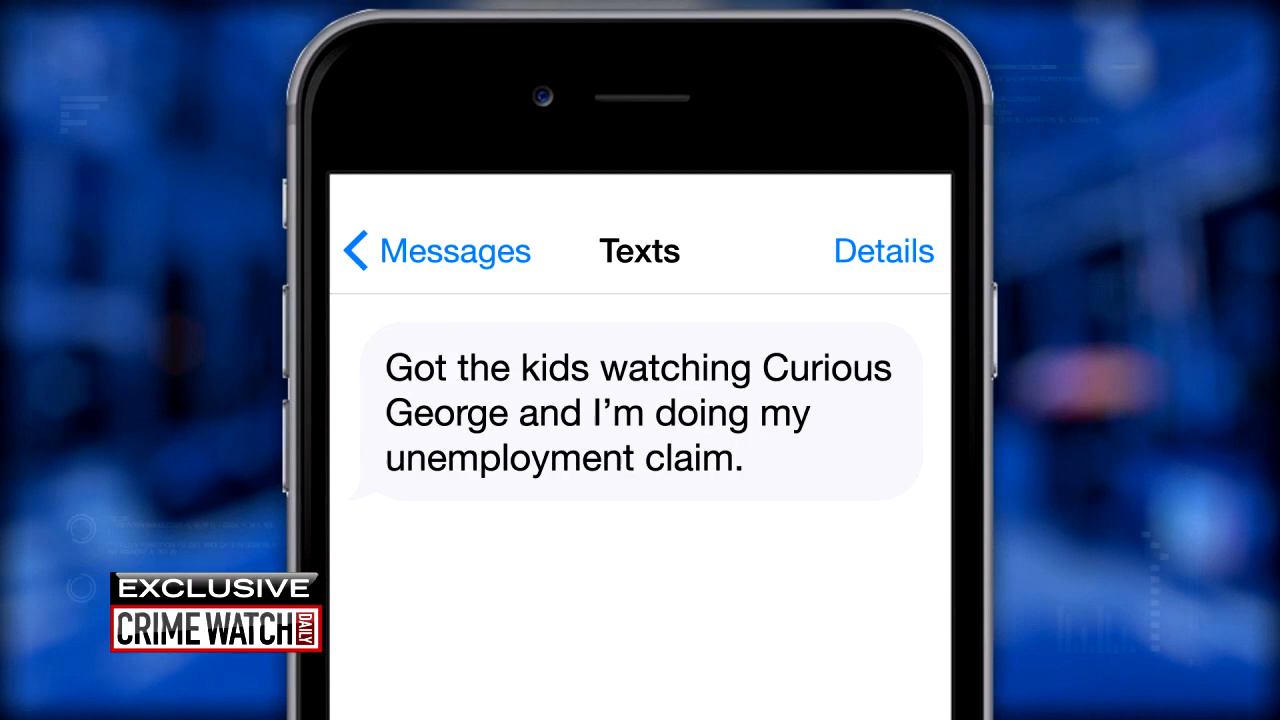 Messages
Texts
Details
Got the kids watching Curious
George and I'm doing my
unemployment claim.
EXCLUSIVE
CRIME WATCH DAILY